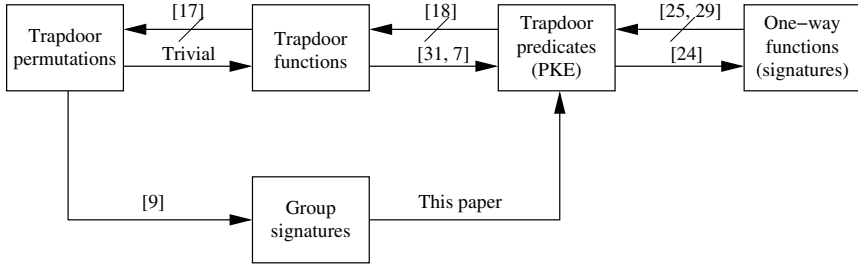 [17]
[18]
[25, 29]
Trapdoor
permutations
Trivial
Trapdoor
functions
[31, 7]
Trapdoor
predicates
(PKE)
[24]
One−way
functions
(signatures)
[9]
Group
signatures
This paper